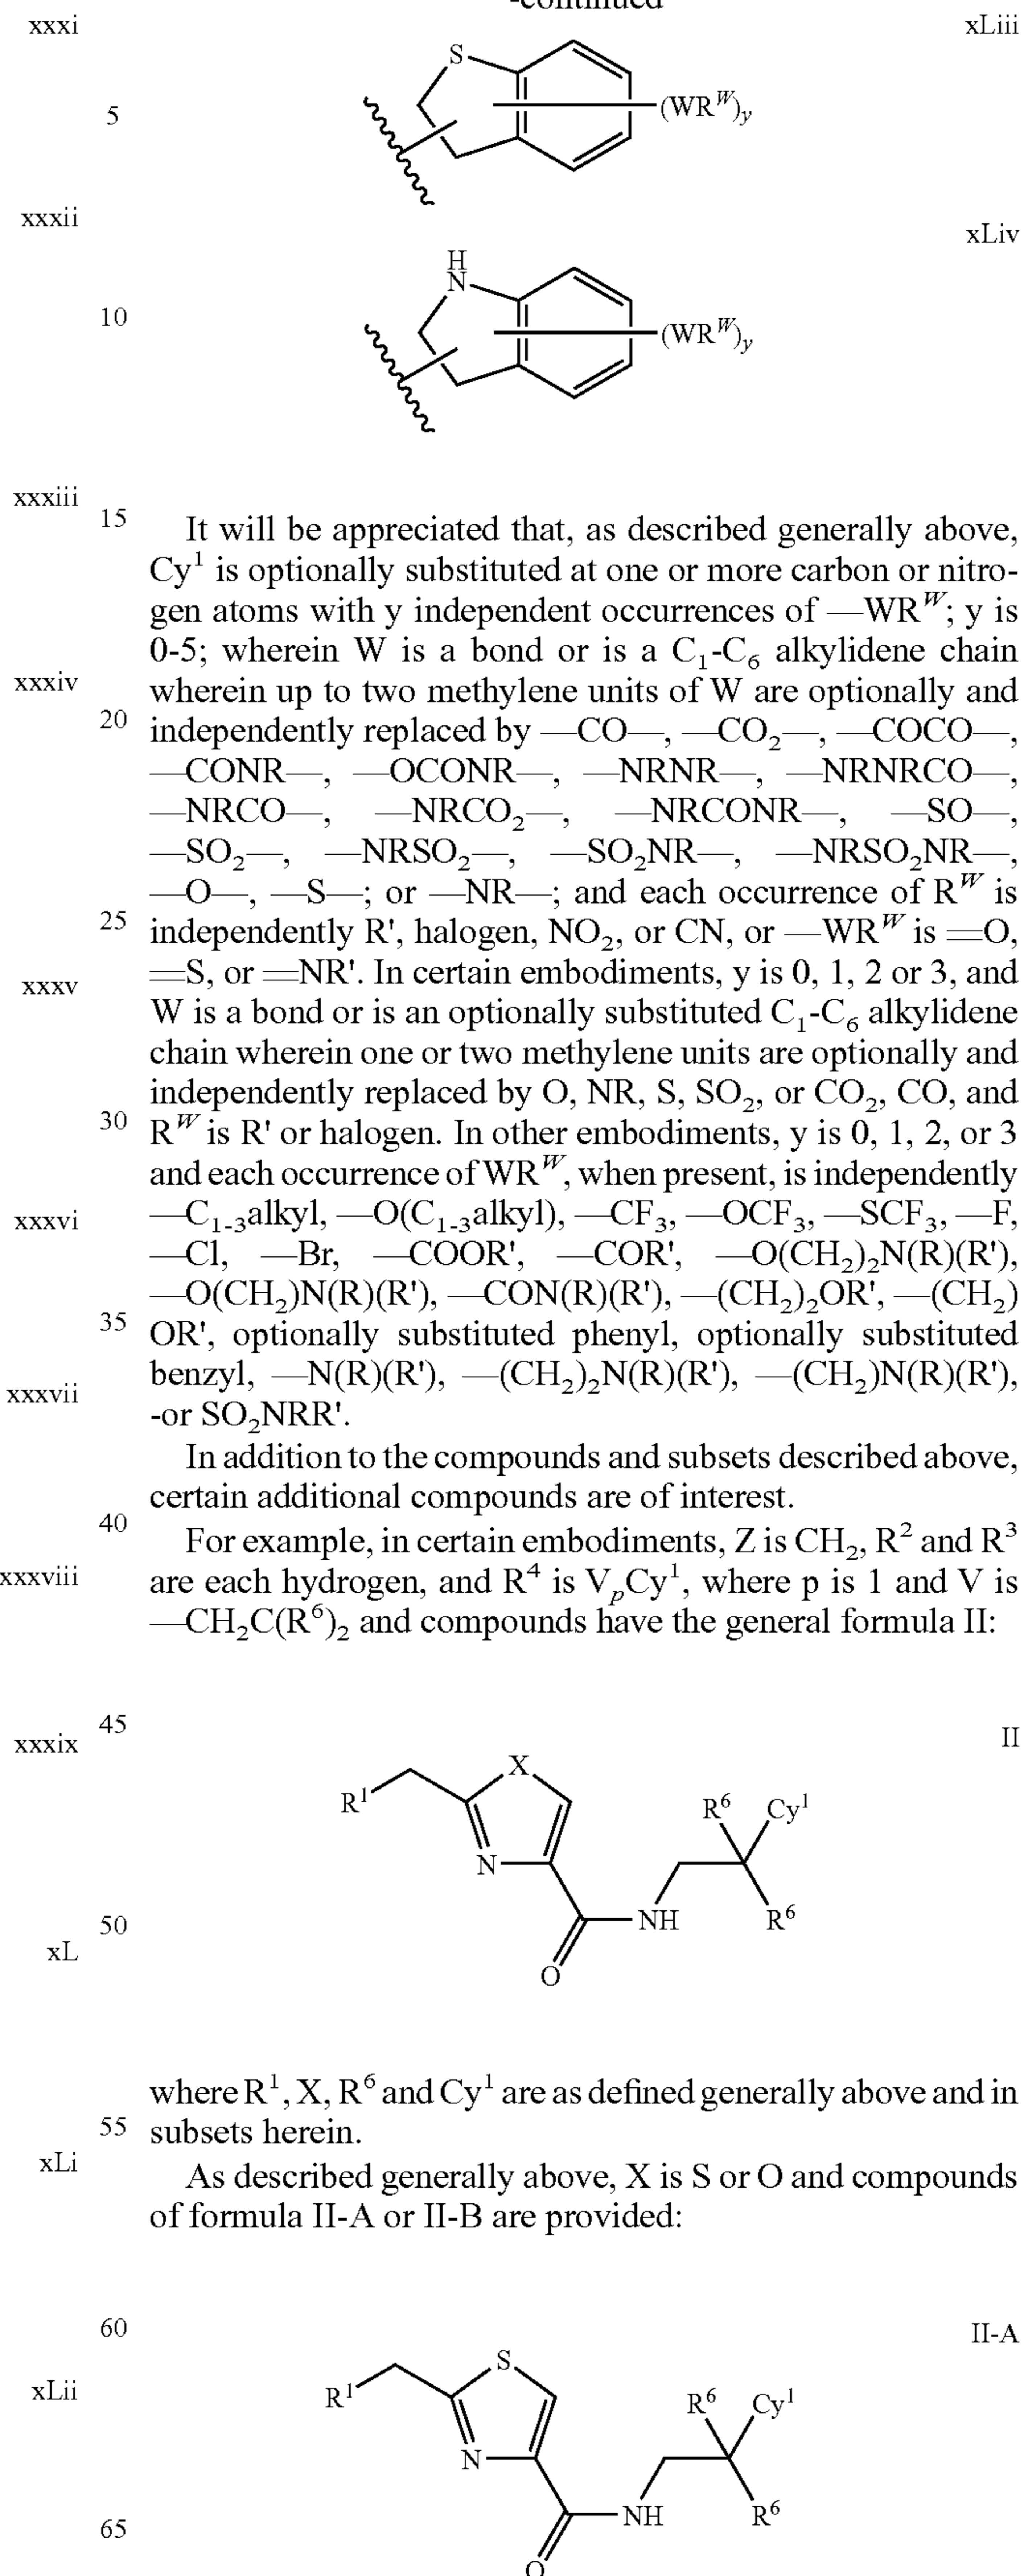 -continued
xxxi
xLiii
S
5
(WR^W)_y
xxxii
xLiv
H
N
10
(WR^W)_y
xxxiii
15
It will be appreciated that, as described generally above,
Cy¹ is optionally substituted at one or more carbon or nitro-
gen atoms with y independent occurrences of —WR^W; y is
0-5; wherein W is a bond or is a C₁-C₆ alkylidene chain
xxxiv
wherein up to two methylene units of W are optionally and
20
independently replaced by —CO—, —CO₂—, —COCO—,
—CONR—, —OCONR—, —NRNR—, —NRNRCO—,
—NRCO—, —NRCO₂—, —NRCONR—, —SO—,
—SO₂—, —NRSO₂—, —SO₂NR—, —NRSO₂NR—,
—O—, —S—; or —NR—; and each occurrence of R^W is
25
independently R', halogen, NO₂, or CN, or —WR^W is =O,
xxxv
=S, or =NR'. In certain embodiments, y is 0, 1, 2 or 3, and
W is a bond or is an optionally substituted C₁-C₆ alkylidene
chain wherein one or two methylene units are optionally and
independently replaced by O, NR, S, SO₂, or CO₂, CO, and
30
R^W is R' or halogen. In other embodiments, y is 0, 1, 2, or 3
and each occurrence of WR^W, when present, is independently
xxxvi
—C₁₋₃alkyl, —O(C₁₋₃alkyl), —CF₃, —OCF₃, —SCF₃, —F,
—Cl, —Br, —COOR', —COR', —O(CH₂)₂N(R)(R'),
—O(CH₂)N(R)(R'), —CON(R)(R'), —(CH₂)₂OR', —(CH₂)
35
OR', optionally substituted phenyl, optionally substituted
xxxvii
benzyl, —N(R)(R'), —(CH₂)₂N(R)(R'), —(CH₂)N(R)(R'),
-or SO₂NRR'.
In addition to the compounds and subsets described above,
certain additional compounds are of interest.
40
For example, in certain embodiments, Z is CH₂, R² and R³
xxxviii
are each hydrogen, and R⁴ is VₚCy¹, where p is 1 and V is
—CH₂C(R⁶)₂ and compounds have the general formula II:
45
xxxix
II
X
R¹
R⁶
Cy¹
N
50
NH
R⁶
xL
O
where R¹, X, R⁶ and Cy¹ are as defined generally above and in
55
subsets herein.
xLi
As described generally above, X is S or O and compounds
of formula II-A or II-B are provided:
60
II-A
S
xLii
R¹
R⁶
Cy¹
N
65
NH
R⁶
O